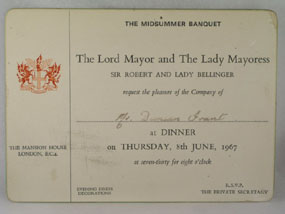 THE MIDSUMMER BANQUET
The Lord Mayor and The Lady Mayoress
SIR ROBERT AND LADY BELLINGER
request the pleasure of the Company of
at DINNER
on THURSDAY, 8th JUNE, 1967
at seven-thirty for eight o'clock
THE MANSION HOUSE
LONDON, E.C.4.
EVENING DRESS
DECORATIONS
R.S.V.P.
THE PRIVATE SECRETARY